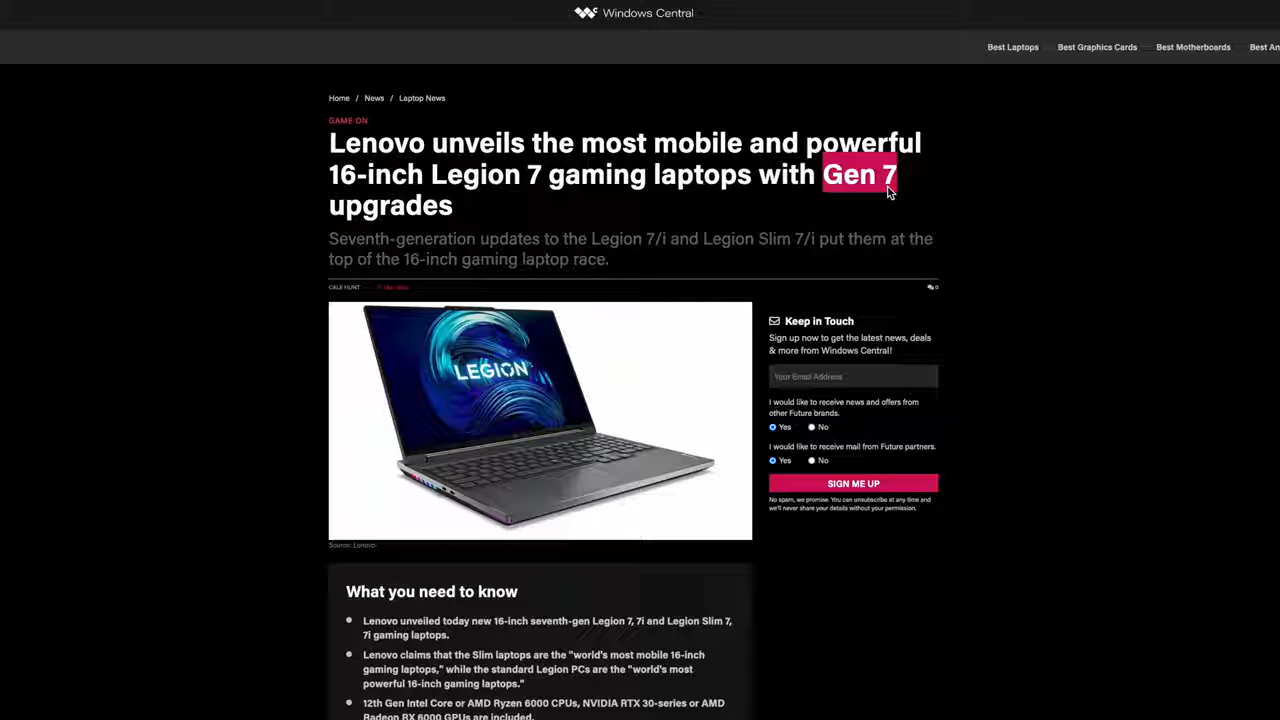 Windows Central
Best Laptops Best Graphics Cards Best Motherboards Best An
Home / News / Laptop News
GAME ON
Lenovo unveils the most mobile and powerful
16-inch Legion 7 gaming laptops with Gen 7
upgrades
Seventh-generation updates to the Legion 7/i and Legion Slim 7/i put them at the
top of the 16-inch gaming laptop race.
CALE HUNT
0
LEGION
Source: Lenovo
Keep in Touch
Sign up now to get the latest news, deals
& more from Windows Central!
Your Email Address
I would like to receive news and offers from
other Future brands.
Yes No
I would like to receive mail from Future partners.
Yes No
SIGN ME UP
No spam, we promise. You can unsubscribe at any time and
we'll never share your details without your permission.
What you need to know
Lenovo unveiled today new 16-inch seventh-gen Legion 7, 7i and Legion Slim 7,
7i gaming laptops.
Lenovo claims that the Slim laptops are the "world's most mobile 16-inch
gaming laptops," while the standard Legion PCs are the "world's most
powerful 16-inch gaming laptops."
12th Gen Intel Core or AMD Ryzen 6000 CPUs, NVIDIA RTX 30-series or AMD
Radeon RX 6000 GPUs are included.